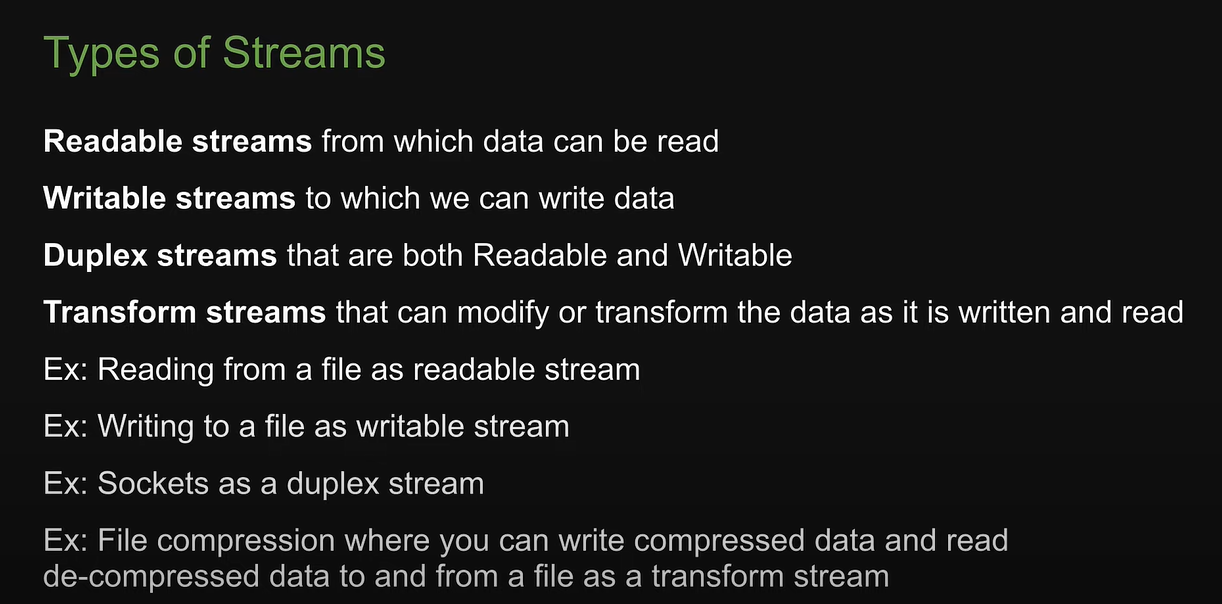 Types of Streams
Readable streams from which data can be read
Writable streams to which we can write data
Duplex streams that are both Readable and Writable
Transform streams that can modify or transform the data as it is written and read
Ex: Reading from a file as readable stream
Ex: Writing to a file as writable stream
Ex: Sockets as a duplex stream
Ex: File compression where you can write compressed data and read
de-compressed data to and from a file as a transform stream